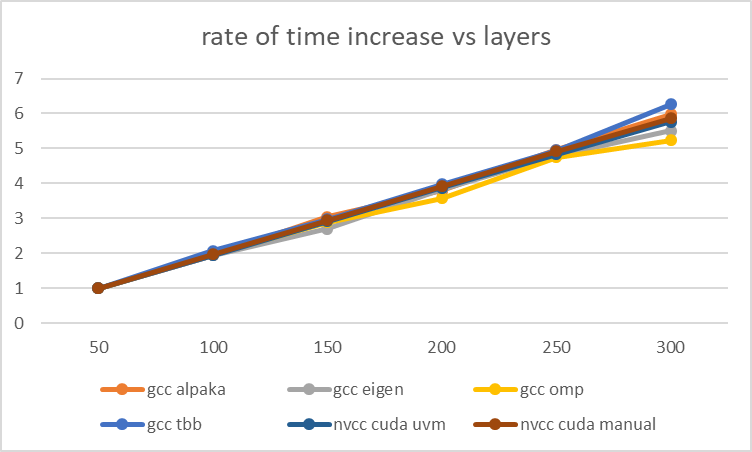 rate of time increase vs layers
7
6
5
4
3
2
1
0
50 100 150 200 250 300
gcc alpaka gcc eigen gcc omp
gcc tbb nvcc cuda uvm nvcc cuda manual